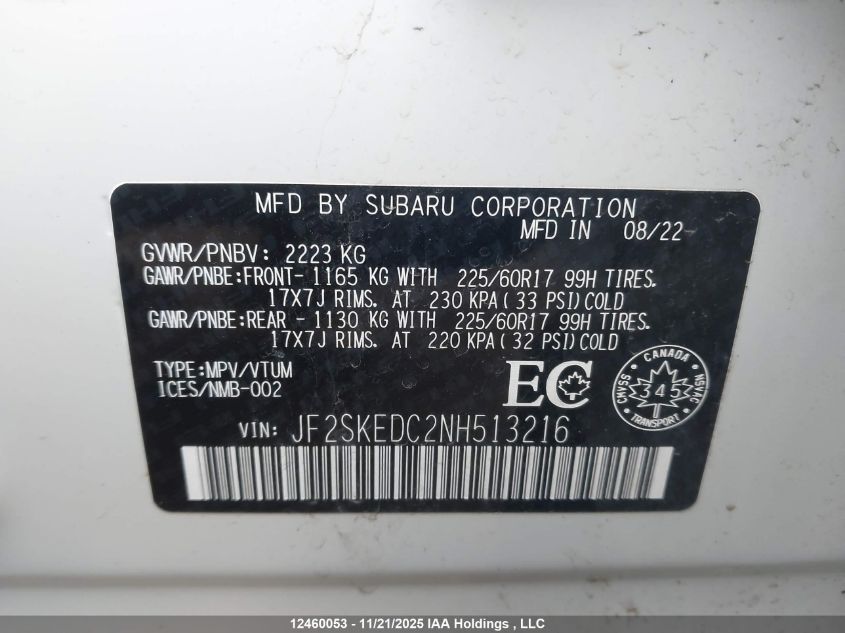 MFD BY SUBARU CORPORATION
MFD IN 08/22
GVWR/PNBV: 2223 KG
GAWR/PNBE:FRONT- 1165 KG WITH 225/60R17 99H TIRES.
17X7J RIMS. AT 230 KPA( 33 PSI)COLD
GAWR/PNBE:REAR - 1130 KG WITH 225/60R17 99H TIRES.
17X7J RIMS. AT 220 KPA( 32 PSI)COLD
TYPE:MPV/VTUM
ICES/NMB-002
EC
CANADA
CMVSS 345 NSVAC
VIN: JF2SKEDC2NH513216
12460053 - 11/21/2025 IAA Holdings , LLC